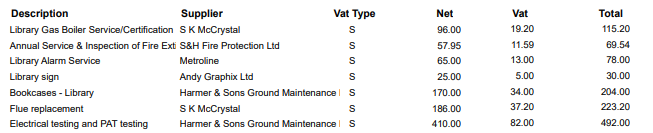 Description Supplier Vat Type Net Vat Total
Library Gas Boiler Service/Certification S K McCrystal S 96.00 19.20 115.20
Annual Service & Inspection of Fire Exti S&H Fire Protection Ltd S 57.95 11.59 69.54
Library Alarm Service Metroline S 65.00 13.00 78.00
Library sign Andy Graphix Ltd S 25.00 5.00 30.00
Bookcases - Library Harmer & Sons Ground Maintenance S 170.00 34.00 204.00
Flue replacement S K McCrystal S 186.00 37.20 223.20
Electrical testing and PAT testing Harmer & Sons Ground Maintenance S 410.00 82.00 492.00